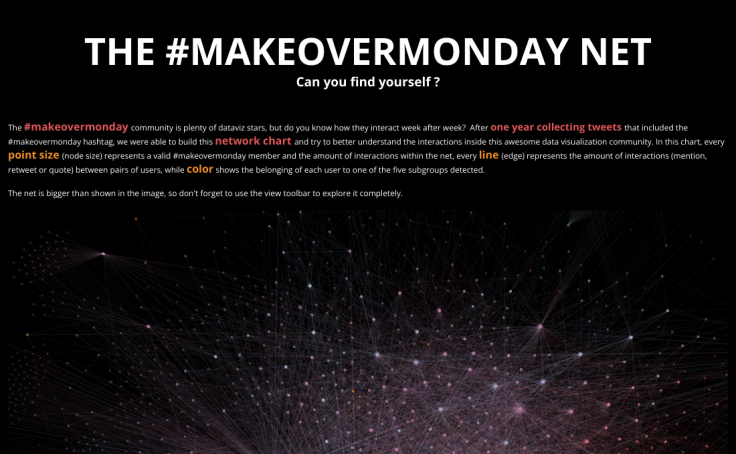 THE #MAKEOVERMONDAY NET
Can you find yourself ?
The #makeovermonday community is plenty of dataviz stars, but do you know how they interact week after week? After one year collecting tweets that included the
#makeovermonday hashtag, we were able to build this network chart and try to better understand the interactions inside this awesome data visualization community. In this chart, every
point size (node size) represents a valid #makeovermonday member and the amount of interactions within the net, every line (edge) represents the amount of interactions (mention,
retweet or quote) between pairs of users, while color shows the belonging of each user to one of the five subgroups detected.
The net is bigger than shown in the image, so don't forget to use the view toolbar to explore it completely.